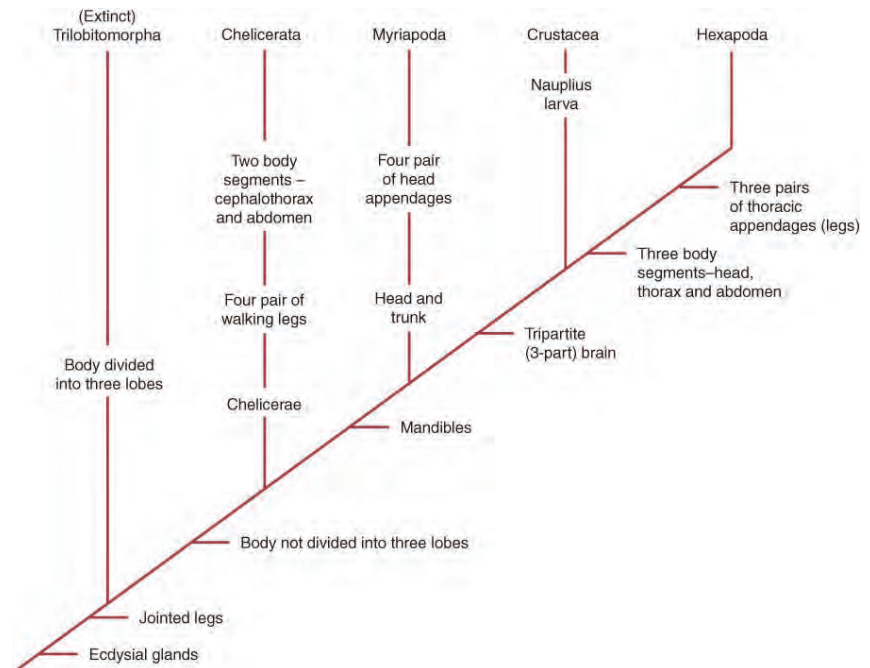 (Extinct)
Trilobitomorpha
Chelicerata
Myriapoda
Crustacea
Hexapoda
Nauplius
larva
Two body
segments –
cephalothorax
and abdomen
Four pair
of head
appendages
Three pairs
of thoracic
appendages (legs)
Three body
segments–head,
thorax and abdomen
Four pair of
walking legs
Head and
trunk
Tripartite
(3-part) brain
Body divided
into three lobes
Chelicerae
Mandibles
Body not divided into three lobes
Jointed legs
Ecdysial glands